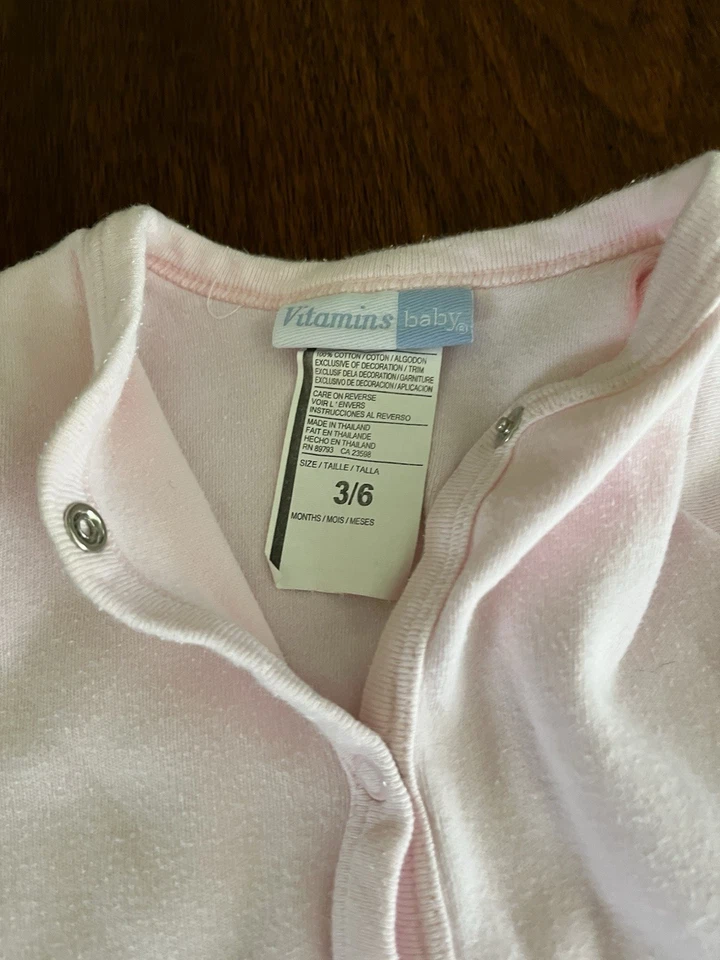 Vitamins baby®
100% COTTON / COTON / ALGODON
EXCLUSIVE OF DECORATION / TRIM
EXCLUSIF DELA DECORATION / GARNITURE
EXCLUSIVO DE DECORACION / APLICACION
CARE ON REVERSE
VOIR L' ENVERS
INSTRUCCIONES AL REVERSO
MADE IN THAILAND
FAIT EN THAILANDE
HECHO EN THAILAND
RN 89793 CA 23598
SIZE / TAILLE / TALLA
3/6
MONTHS / MOIS / MESES